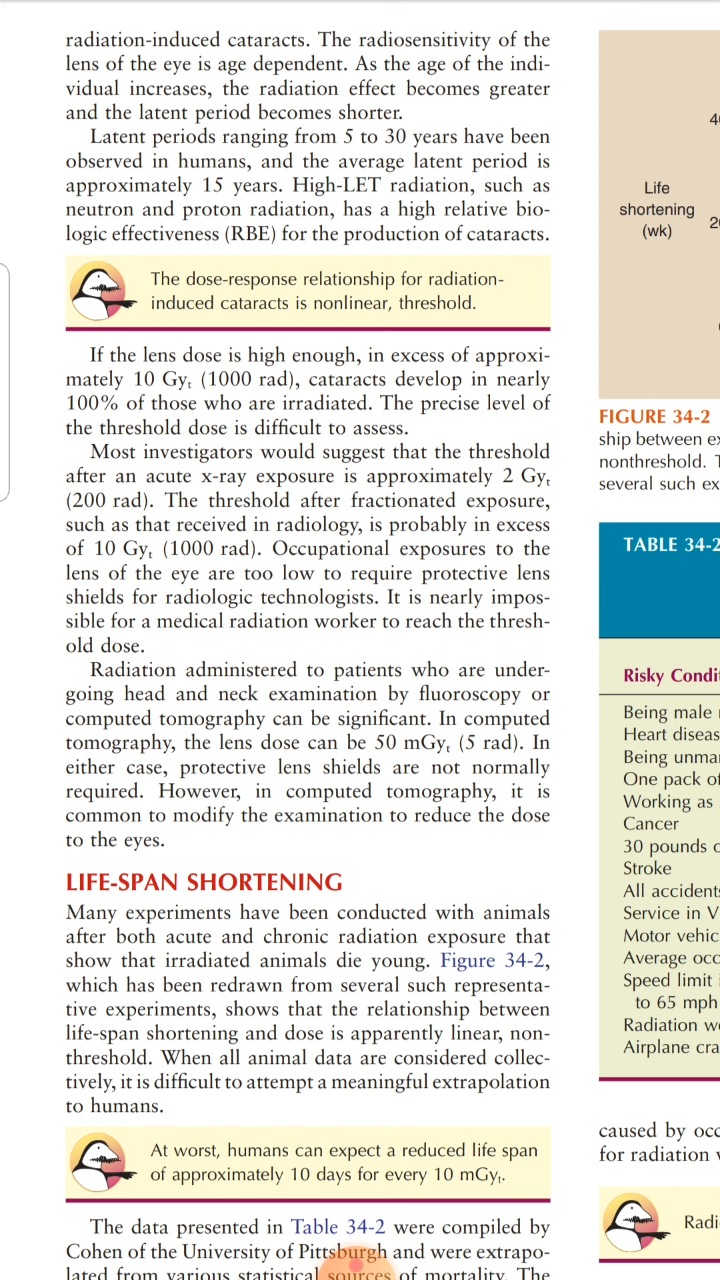 radiation-induced cataracts. The radiosensitivity of the
lens of the eye is age dependent. As the age of the indi-
vidual increases, the radiation effect becomes greater
and the latent period becomes shorter.
Latent periods ranging from 5 to 30 years have been
observed in humans, and the average latent period is
approximately 15 years. High-LET radiation, such as
neutron and proton radiation, has a high relative bio-
logic effectiveness (RBE) for the production of cataracts.
The dose-response relationship for radiation-
induced cataracts is nonlinear, threshold.
If the lens dose is high enough, in excess of approxi-
mately 10 Gyt (1000 rad), cataracts develop in nearly
100% of those who are irradiated. The precise level of
the threshold dose is difficult to assess.
Most investigators would suggest that the threshold
after an acute x-ray exposure is approximately 2 Gyt
(200 rad). The threshold after fractionated exposure,
such as that received in radiology, is probably in excess
of 10 Gyt (1000 rad). Occupational exposures to the
lens of the eye are too low to require protective lens
shields for radiologic technologists. It is nearly impos-
sible for a medical radiation worker to reach the thresh-
old dose.
Radiation administered to patients who are under-
going head and neck examination by fluoroscopy or
computed tomography can be significant. In computed
tomography, the lens dose can be 50 mGyt (5 rad). In
either case, protective lens shields are not normally
required. However, in computed tomography, it is
common to modify the examination to reduce the dose
to the eyes.
LIFE-SPAN SHORTENING
Many experiments have been conducted with animals
after both acute and chronic radiation exposure that
show that irradiated animals die young. Figure 34-2,
which has been redrawn from several such representa-
tive experiments, shows that the relationship between
life-span shortening and dose is apparently linear, non-
threshold. When all animal data are considered collec-
tively, it is difficult to attempt a meaningful extrapolation
to humans.
At worst, humans can expect a reduced life span
of approximately 10 days for every 10 mGyt.
The data presented in Table 34-2 were compiled by
Cohen of the University of Pittsburgh and were extrapo-
lated from various statistical sources of mortality. The
Life
shortening
(wk)
FIGURE 34-2
ship between
nonthreshold.
several such
TABLE 34-2
Risky
Being male
Heart
Being
One pack
Working as
Cancer
30 pounds
Stroke
All
Service in
Motor
Average
Speed limit
to 65 mph
Radiation
Airplane
caused by
for radiation